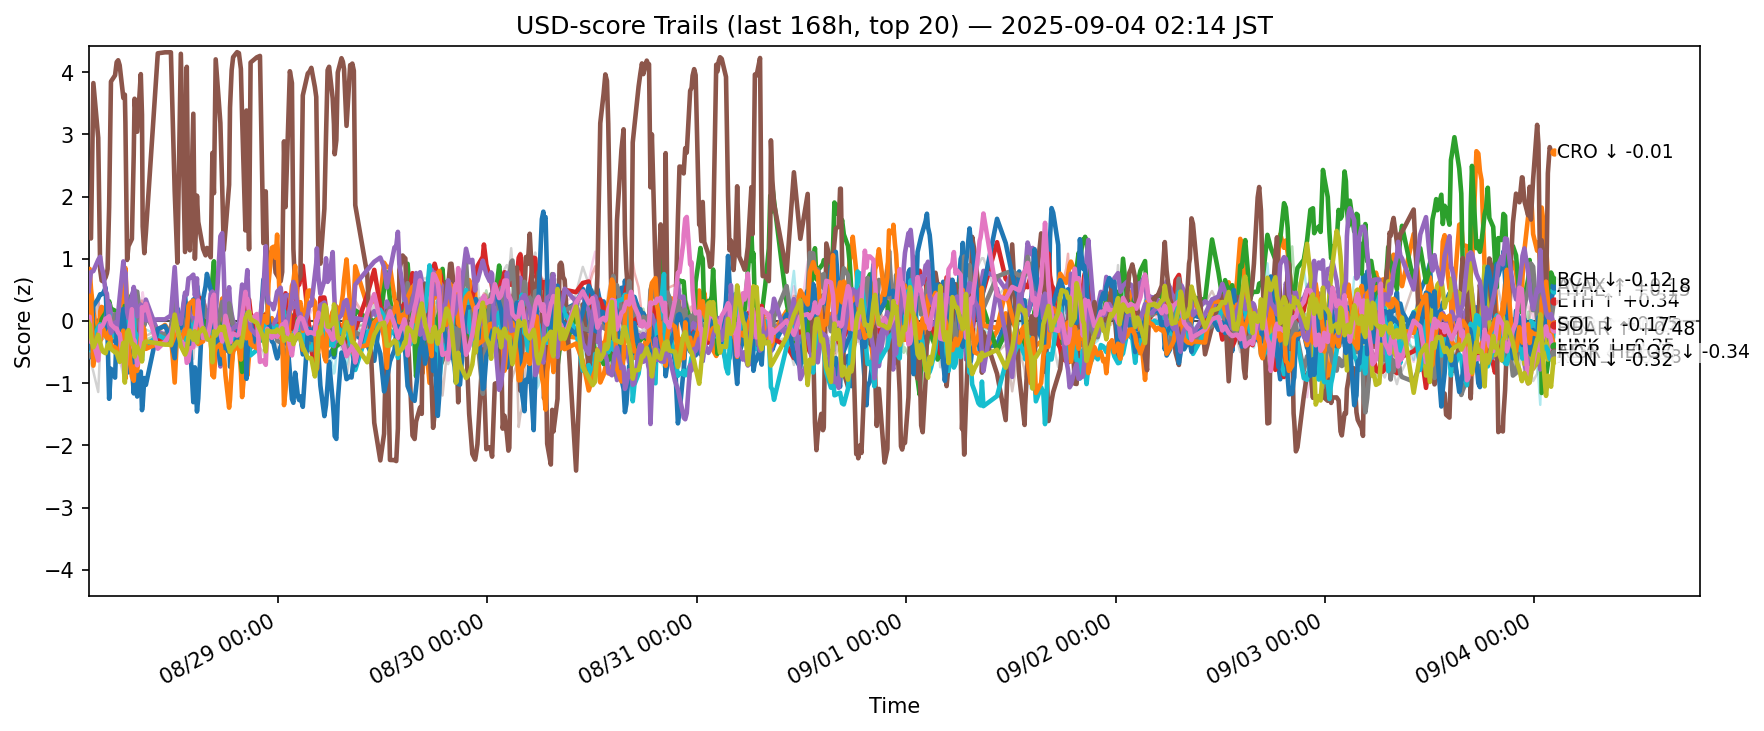 USD-score Trails (last 168h, top 20) — 2025-09-04 02:14 JST
Score (z)
4
3
2
1
0
−1
−2
−3
−4
CRO ↓ -0.01
BCH ↓ -0.12
ETH ↑ +0.34
SOL ↓ -0.17
↓ -0.34
TON ↓ -0.32
08/29 00:00
08/30 00:00
08/31 00:00
09/01 00:00
09/02 00:00
09/03 00:00
09/04 00:00
Time